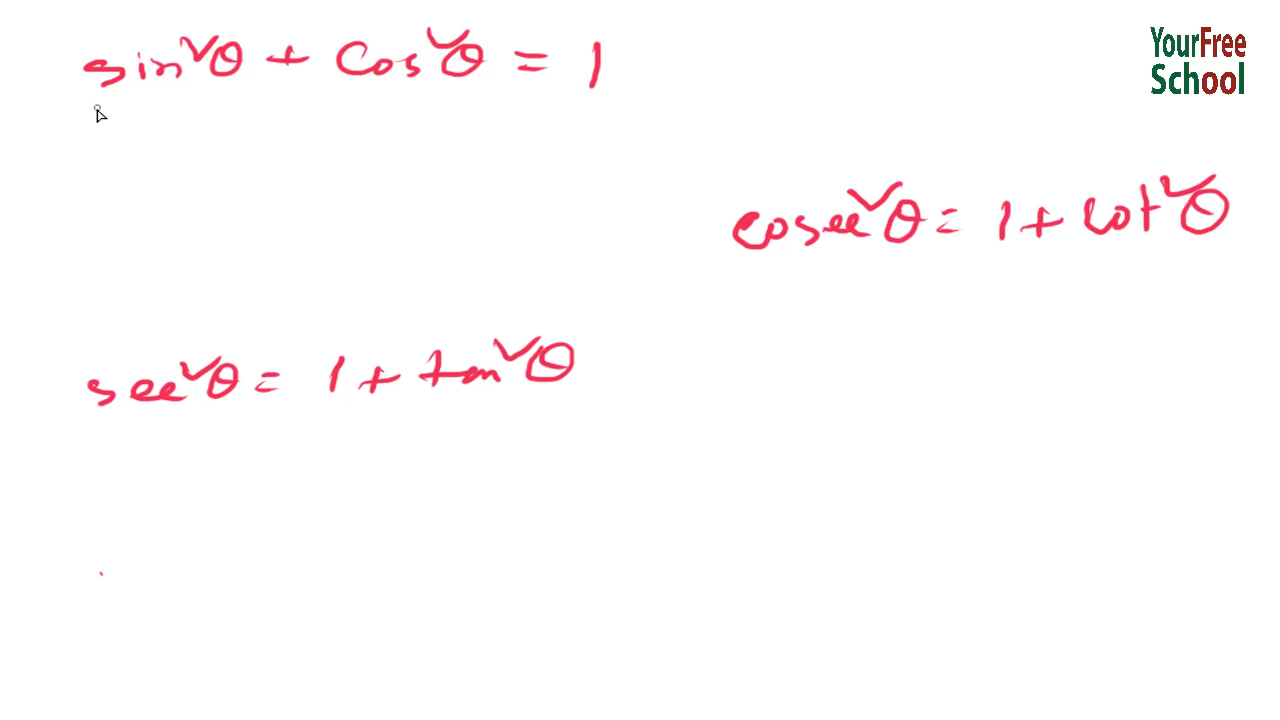 sin²θ + cos²θ = 1
YourFree
School
cosec²θ = 1 + cot²θ
sec²θ = 1 + tan²θ